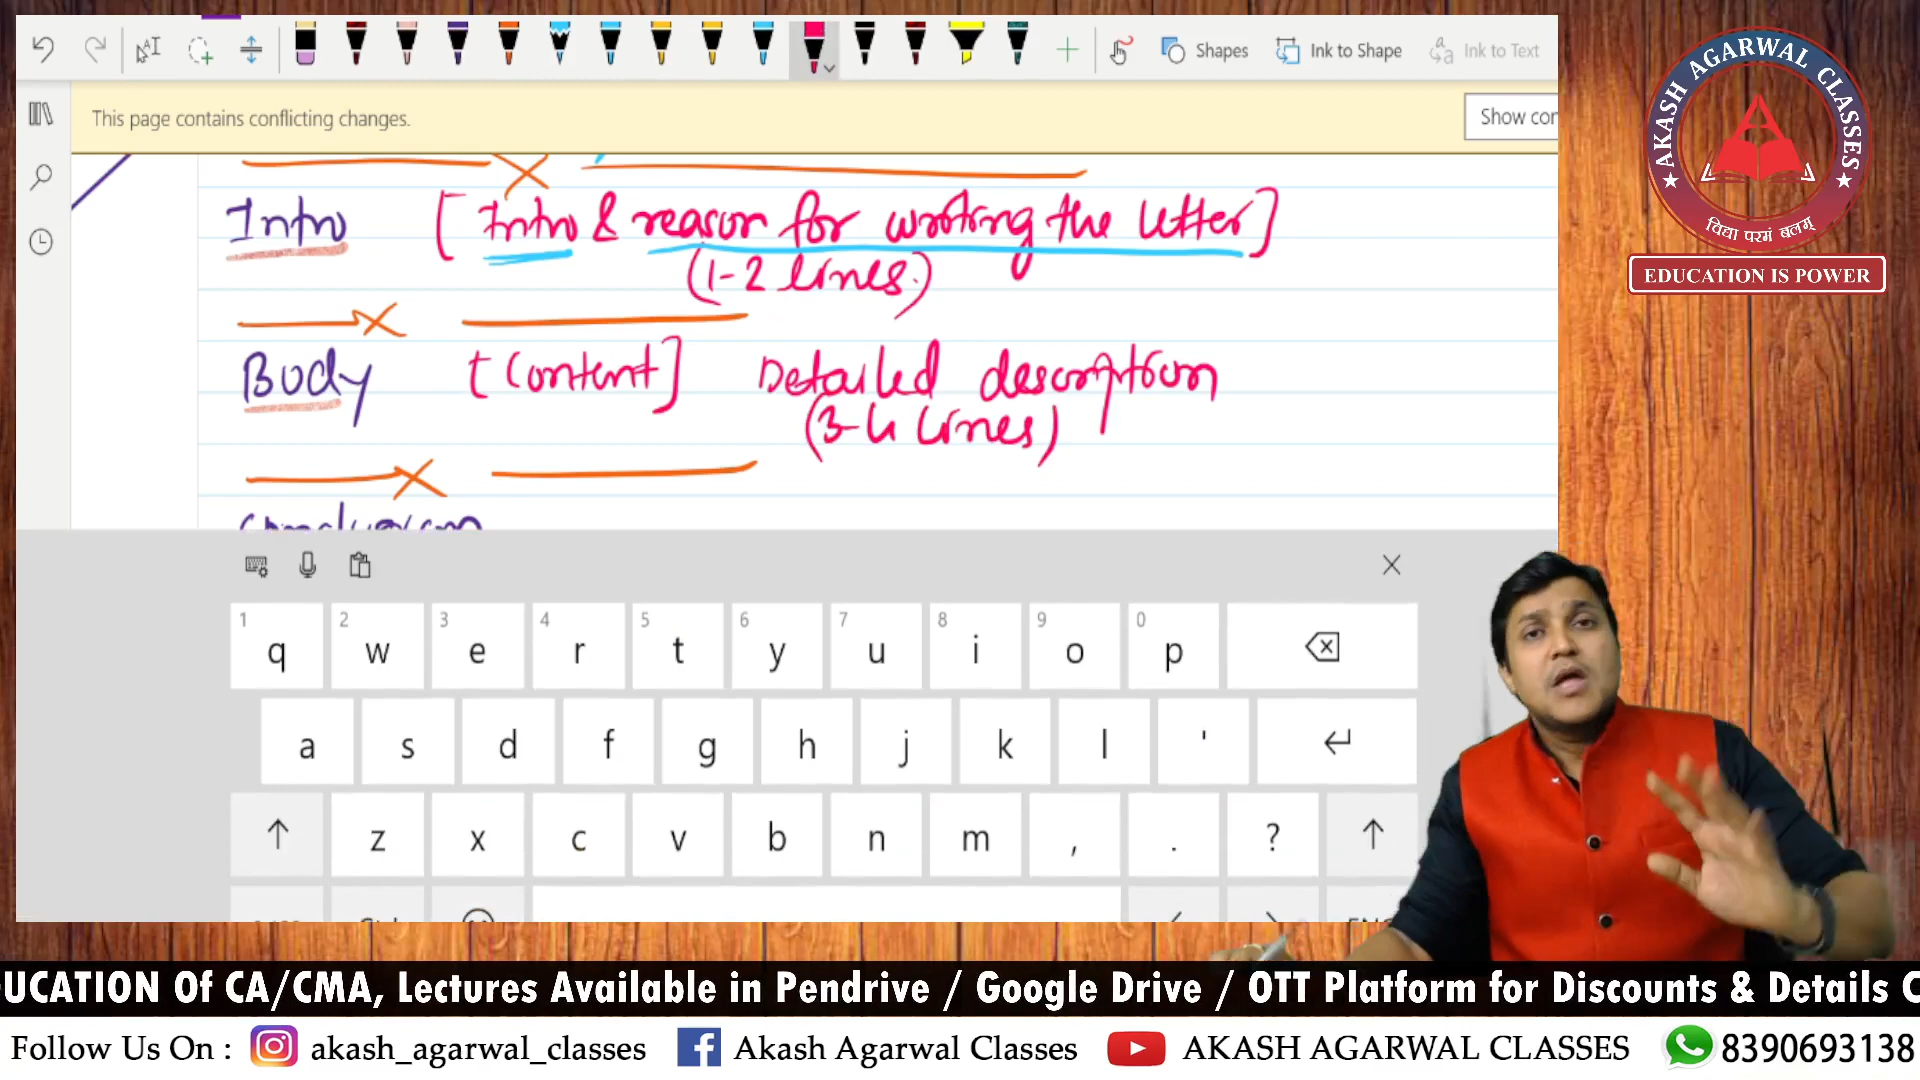 Shapes
Ink to Shape
Ink to Text
This page contains conflicting changes.
Show con
Intro [Intro & reason for writing the letter]
(1-2 lines)
Body [Content] Detailed description
(3-4 lines)
Conclusion
1 2 3 4 5 6 7 8 9 0
q w e r t y u i o p
a s d f g h j k l '
z x c v b n m , . ?
AKASH AGARWAL CLASSES
विद्या परमं बलम्
EDUCATION IS POWER
UCATION Of CA/CMA, Lectures Available in Pendrive / Google Drive / OTT Platform for Discounts & Details C
Follow Us On : akash_agarwal_classes Akash Agarwal Classes AKASH AGARWAL CLASSES 8390693138